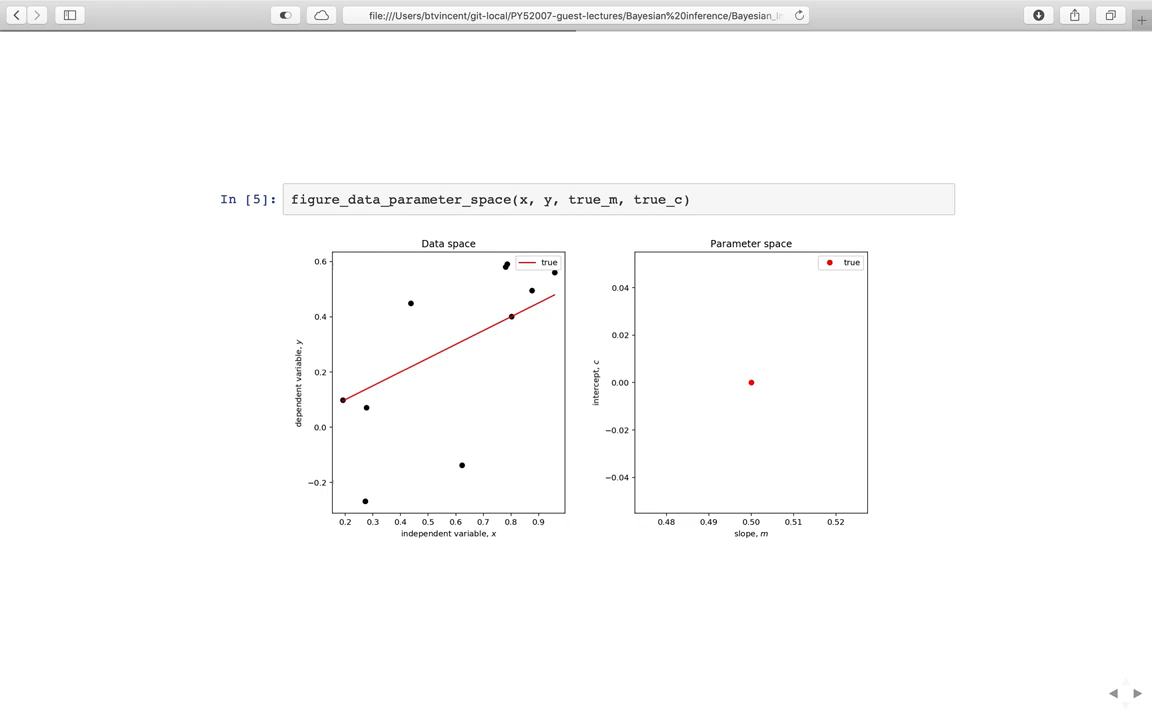 file:///Users/btvincent/git-local/PY52007-guest-lectures/Bayesian%20inference/Bayesian_
In [5]: figure_data_parameter_space(x, y, true_m, true_c)
Data space
true
0.6
0.4
0.2
0.0
−0.2
dependent variable, y
0.2 0.3 0.4 0.5 0.6 0.7 0.8 0.9
independent variable, x
Parameter space
true
0.04
0.02
0.00
−0.02
−0.04
intercept, c
0.48 0.49 0.50 0.51 0.52
slope, m